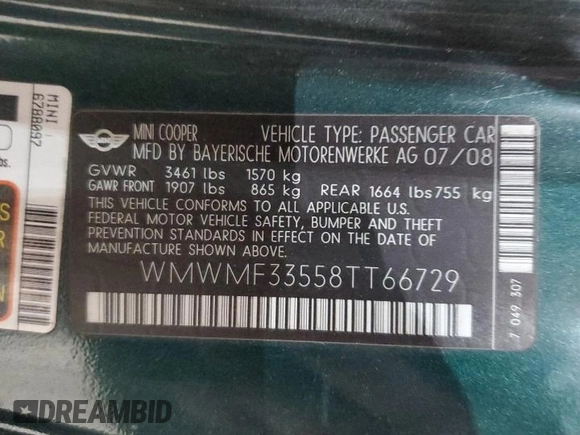 MINI COOPER VEHICLE TYPE: PASSENGER CAR
MFD BY BAYERISCHE MOTORENWERKE AG 07/08
GVWR 3461 lbs 1570 kg
GAWR FRONT 1907 lbs 865 kg REAR 1664 lbs 755 kg
THIS VEHICLE CONFORMS TO ALL APPLICABLE U.S.
FEDERAL MOTOR VEHICLE SAFETY, BUMPER AND THEFT
PREVENTION STANDARDS IN EFFECT ON THE DATE OF
MANUFACTURE SHOWN ABOVE.
WMWMF33558TT66729
7 049 307
MINI
6788097
lbs.
DREAMBID